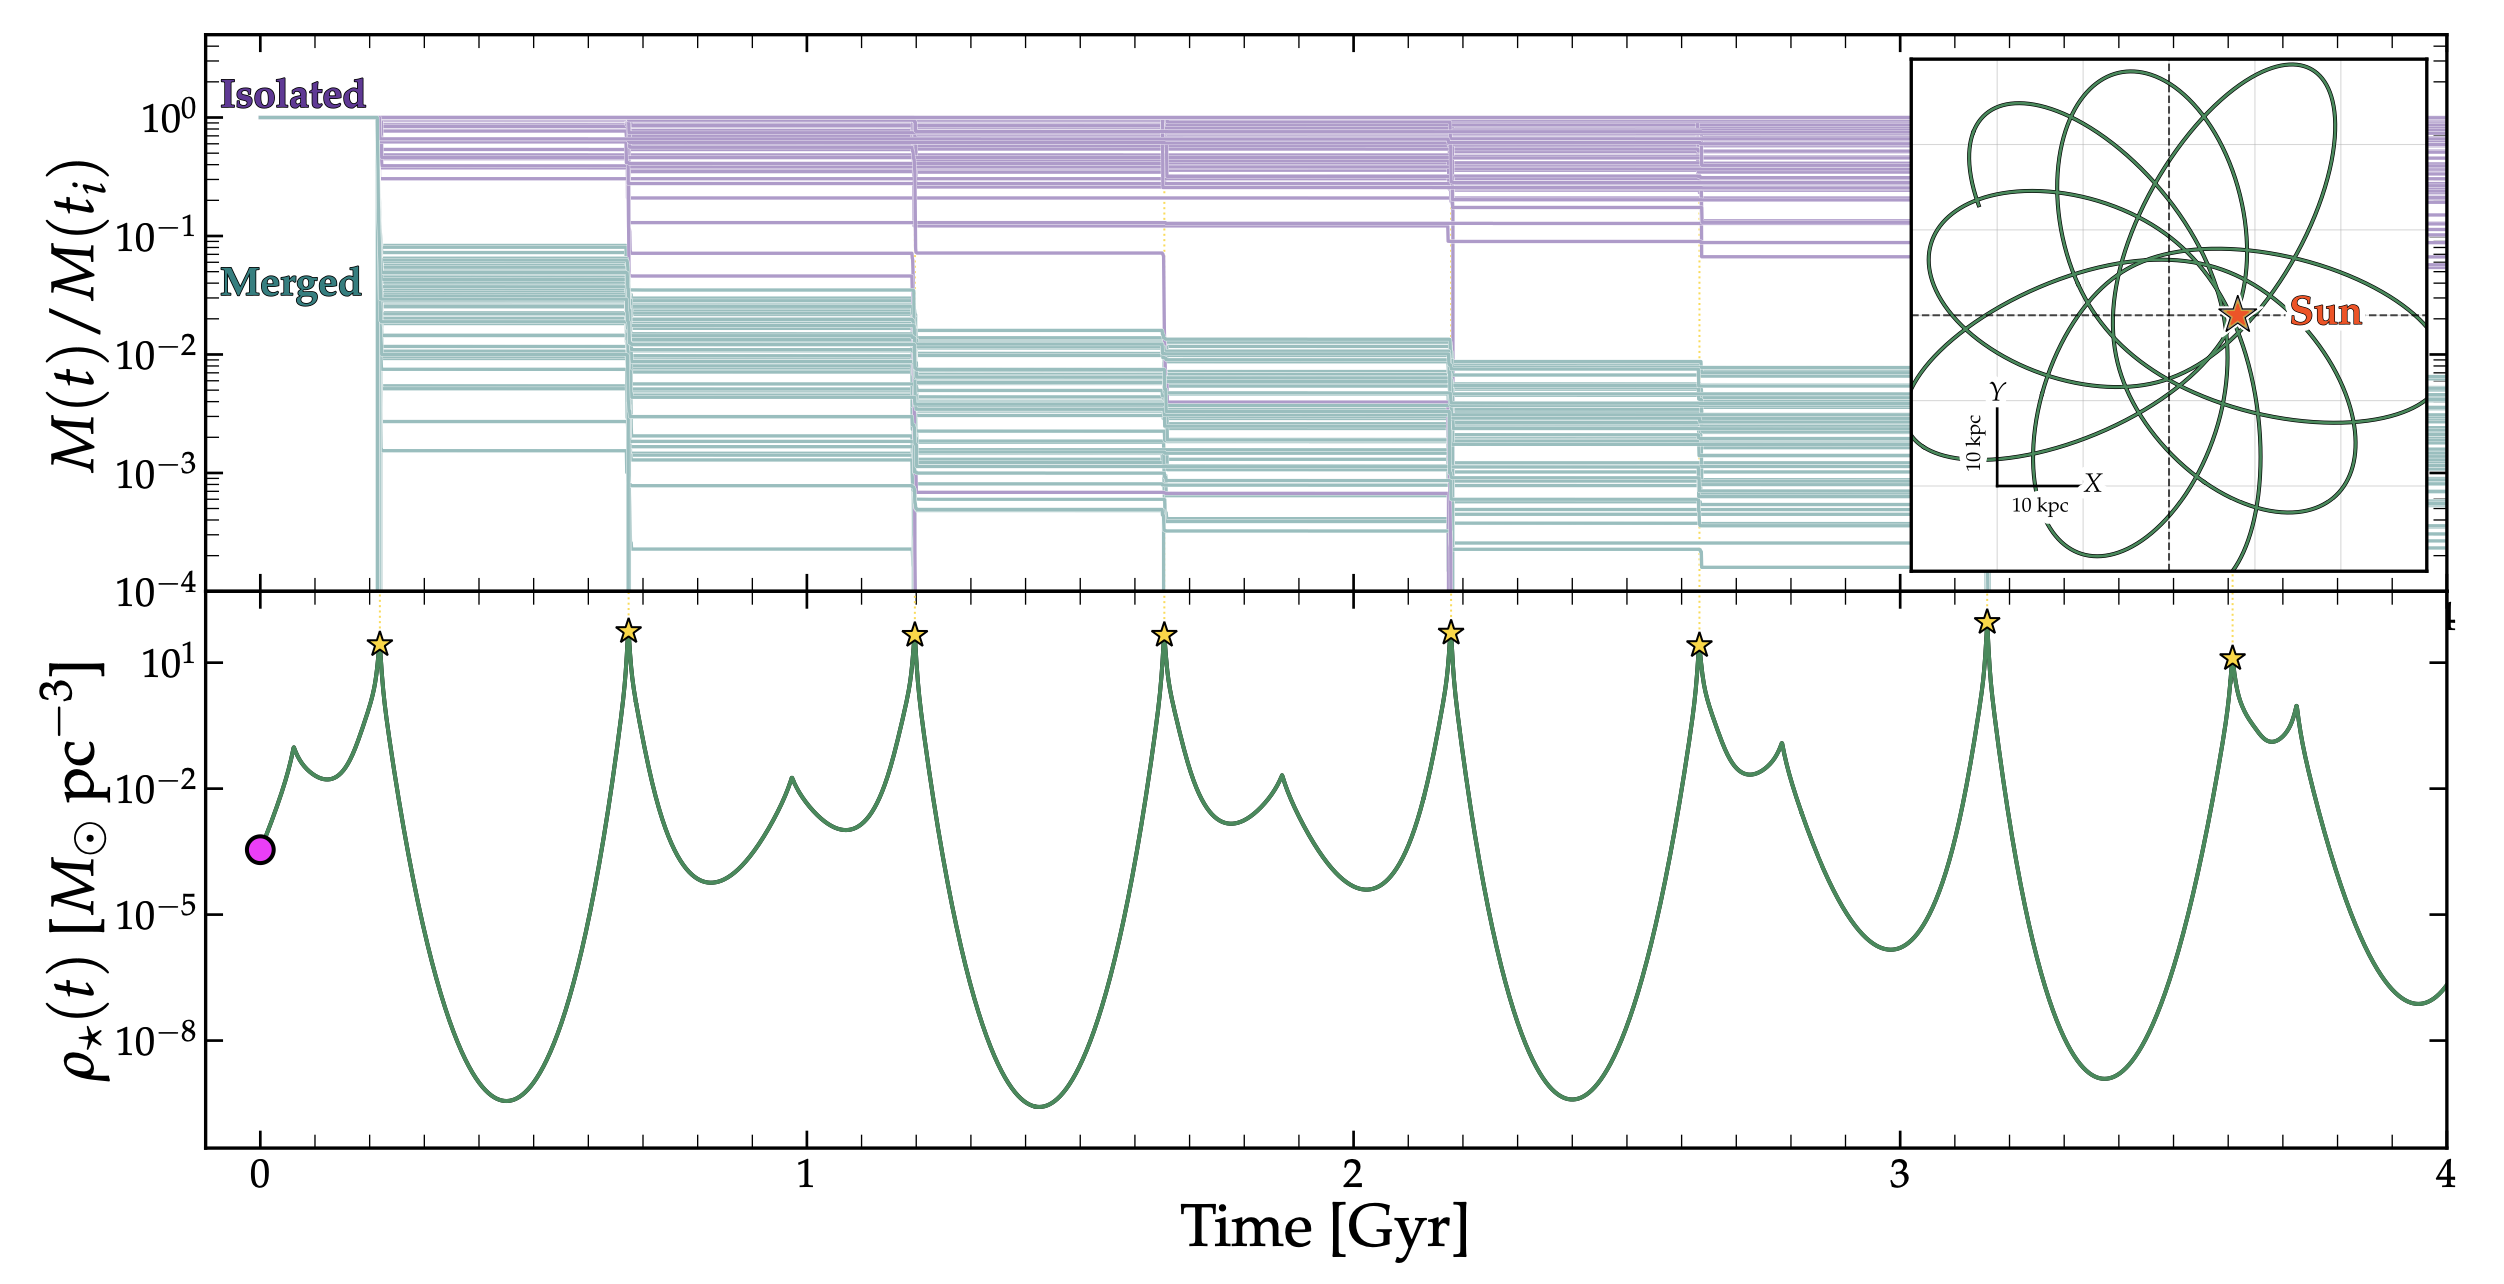 Isolated
Merged
M(t)/M(t_i)
10^0
10^−1
10^−2
10^−3
10^−4
Sun
Y
10 kpc
X
10 kpc
ρ⋆(t) [M⊙ pc^−3]
10^1
10^−2
10^−5
10^−8
0 1 2 3 4
Time [Gyr]